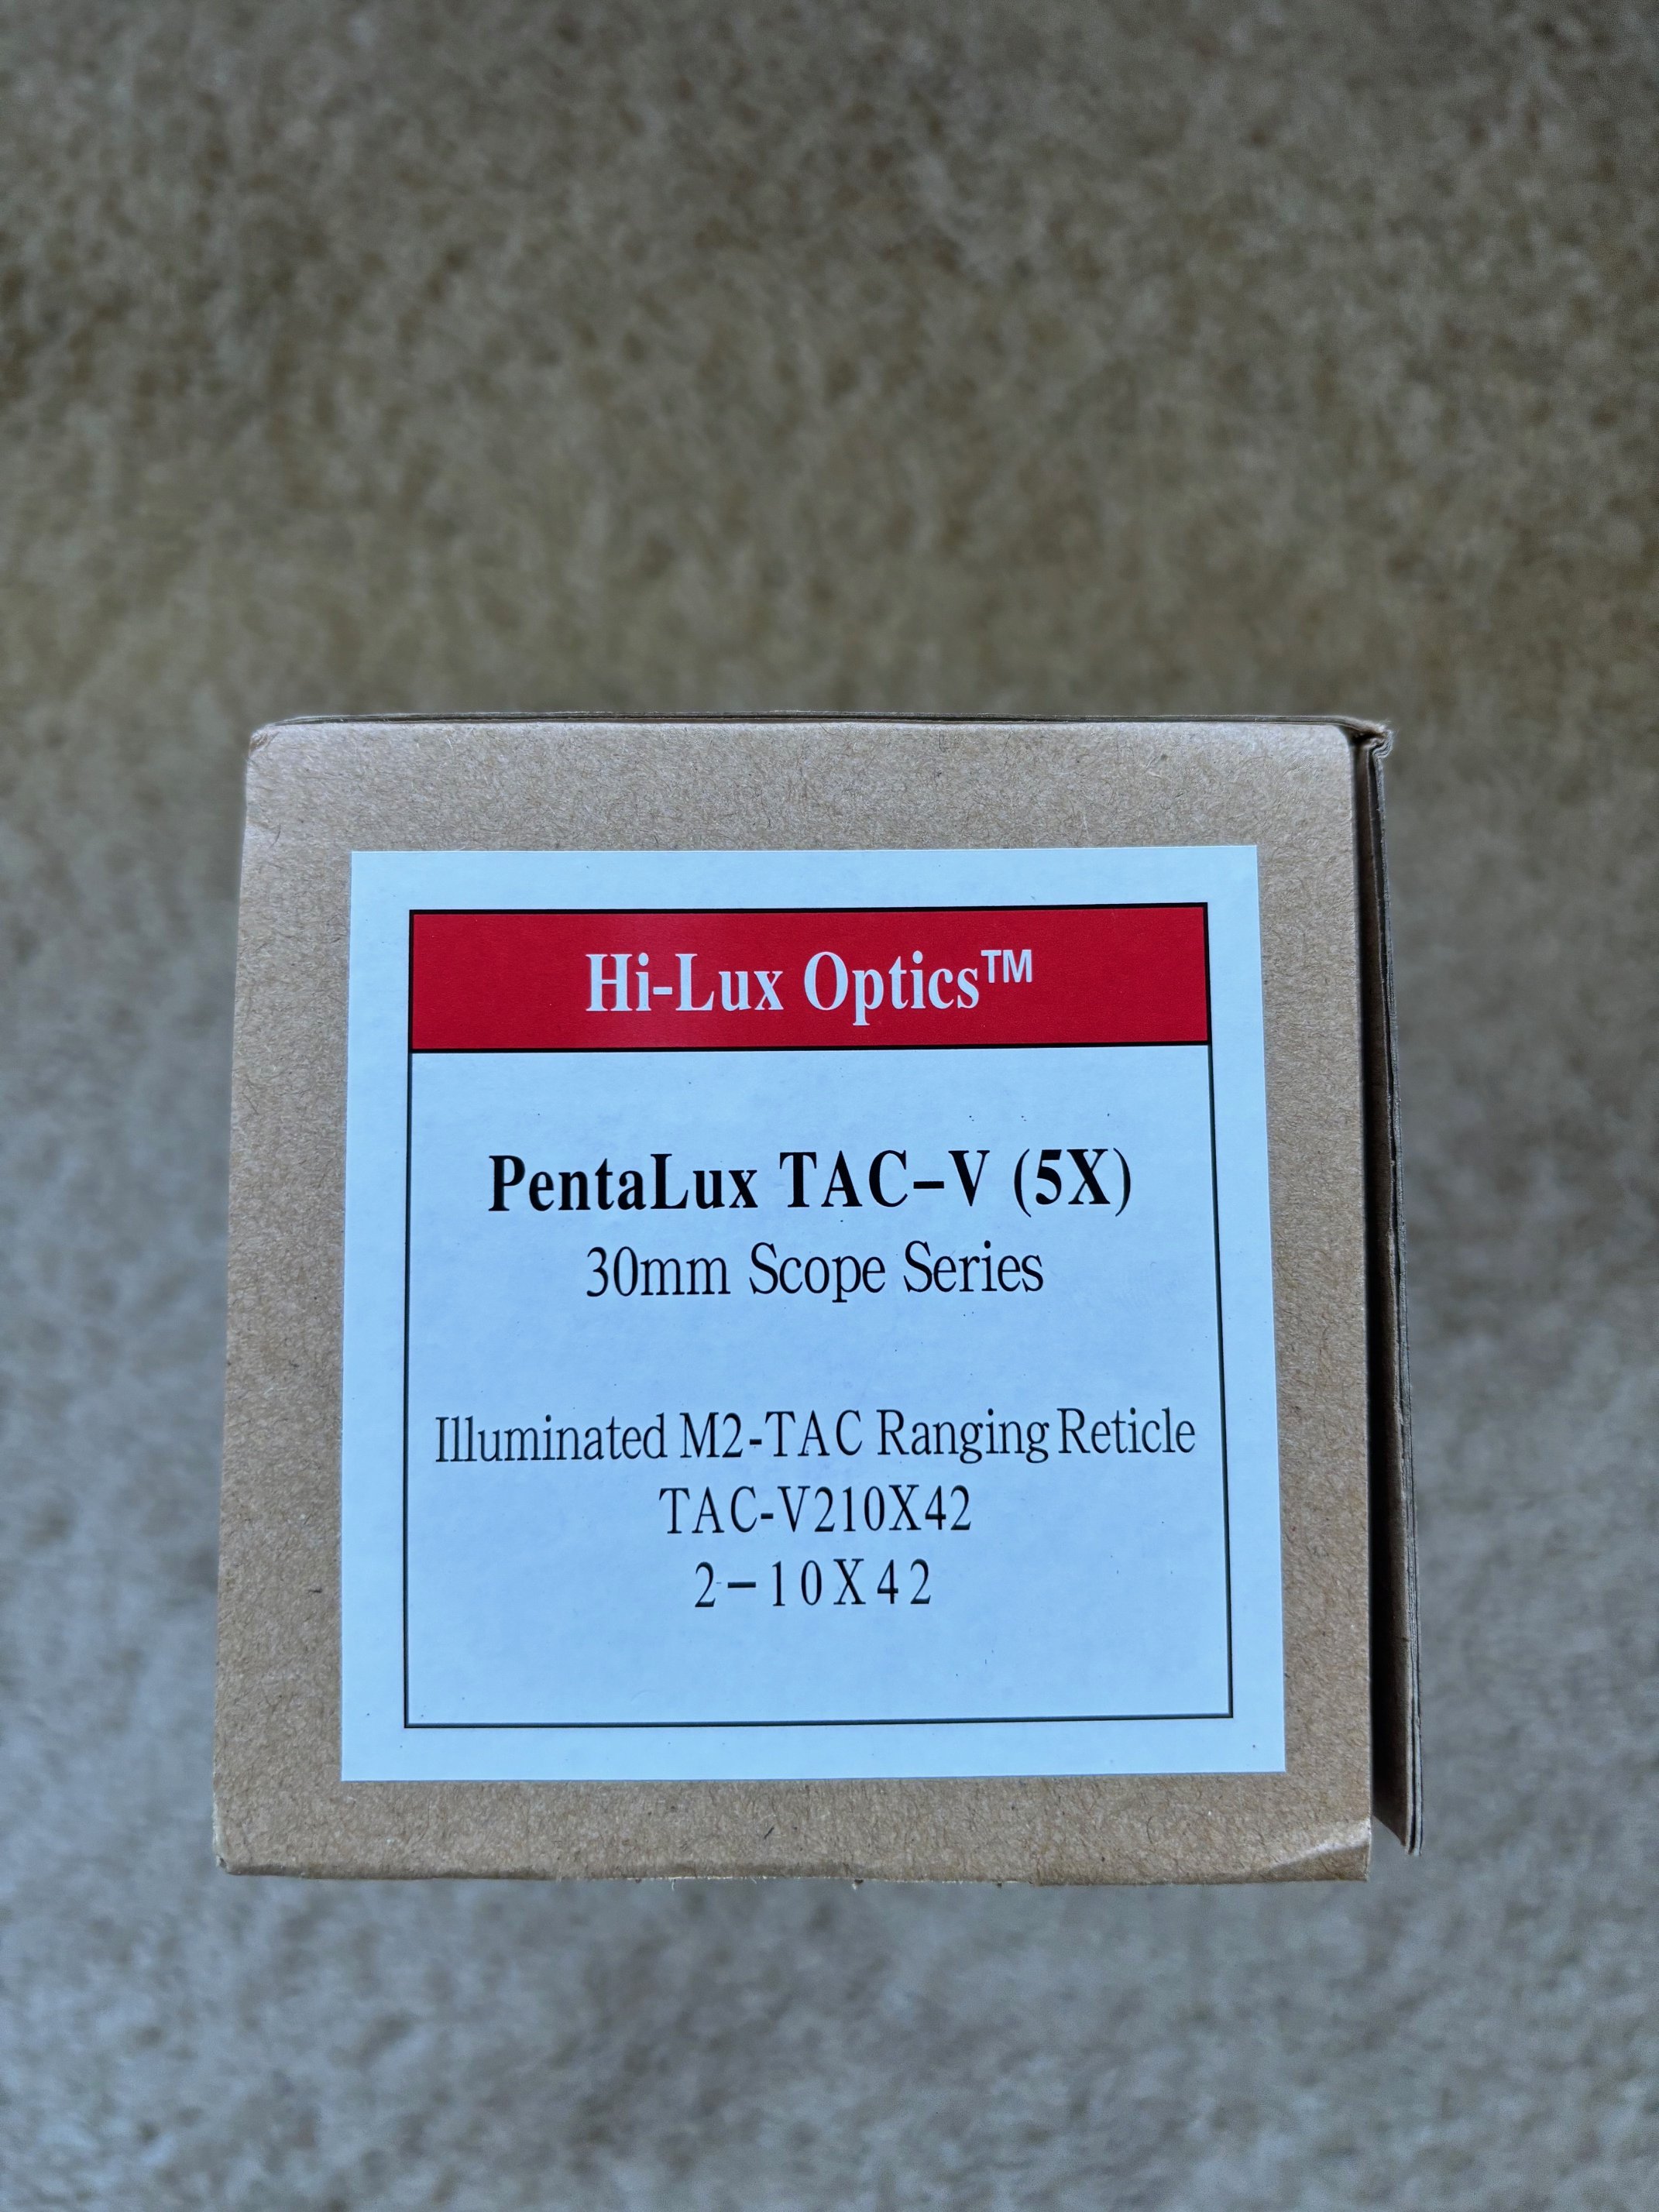 Hi-Lux Optics™
PentaLux TAC–V (5X)
30mm Scope Series
Illuminated M2-TAC Ranging Reticle
TAC-V210X42
2–10X42